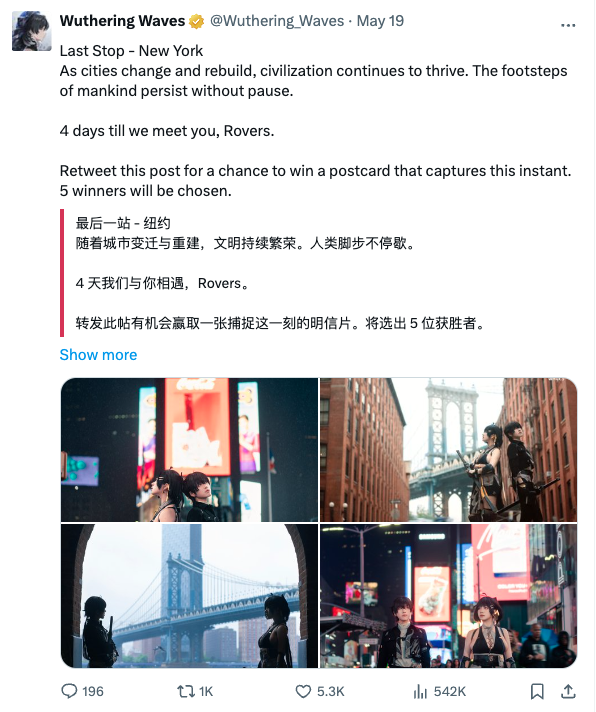 Wuthering Waves @Wuthering_Waves · May 19
Last Stop - New York
As cities change and rebuild, civilization continues to thrive. The footsteps
of mankind persist without pause.
4 days till we meet you, Rovers.
Retweet this post for a chance to win a postcard that captures this instant.
5 winners will be chosen.
最后一站 - 纽约
随着城市变迁与重建，文明持续繁荣。人类脚步不停歇。
4 天我们与你相遇，Rovers。
转发此帖有机会赢取一张捕捉这一刻的明信片。将选出 5 位获胜者。
Show more
Coca-Cola
SAMSUNG
196 1K 5.3K 542K